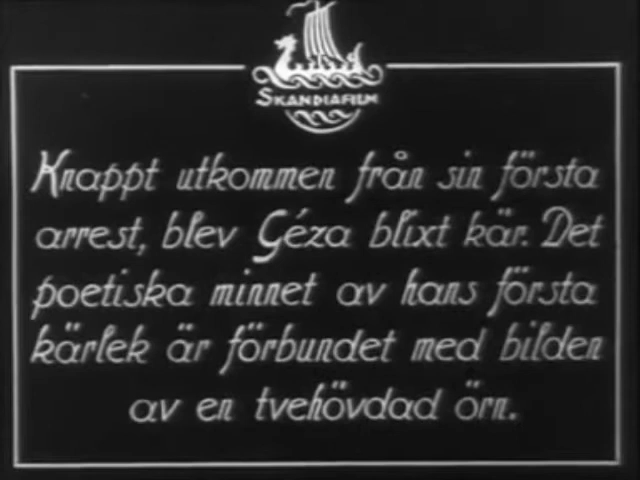 SKANDIAFILM
Knappt utkommen från sin första
arrest, blev Géza blixt kär. Det
poetiska minnet av hans första
kärlek är förbundet med bilden
av en tvehövdad örn.